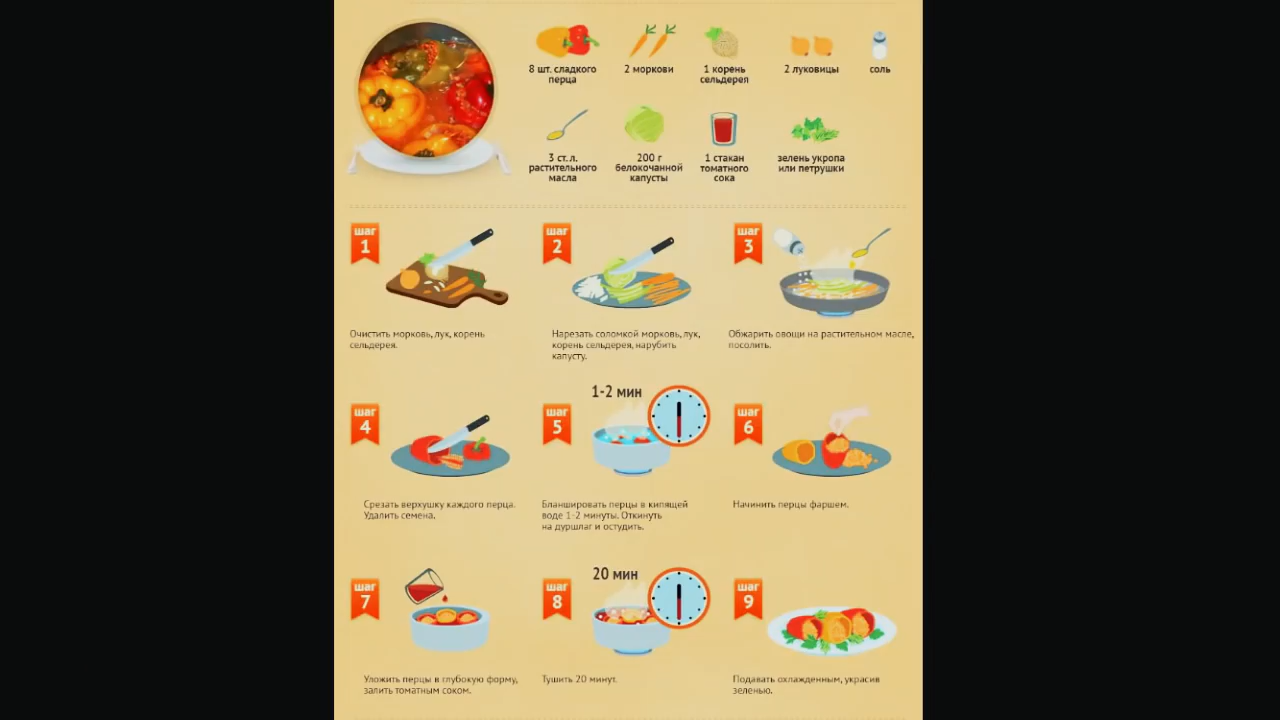 8 шт. сладкого
перца
2 моркови
1 корень
сельдерея
2 луковицы
соль
3 ст. л.
растительного
масла
200 г
белокочанной
капусты
1 стакан
томатного
сока
зелень укропа
или петрушки
шаг
1
Очистить морковь, лук, корень
сельдерея.
шаг
2
Нарезать соломкой морковь, лук,
корень сельдерея, нарубить
капусту.
шаг
3
Обжарить овощи на растительном масле,
посолить.
шаг
4
Срезать верхушку каждого перца.
Удалить семена.
1-2 мин
шаг
5
Бланшировать перцы в кипящей
воде 1-2 минуты. Откинуть
на дуршлаг и остудить.
шаг
6
Начинить перцы фаршем.
шаг
7
Уложить перцы в глубокую форму,
залить томатным соком.
20 мин
шаг
8
Тушить 20 минут.
шаг
9
Подавать охлажденным, украсив
зеленью.